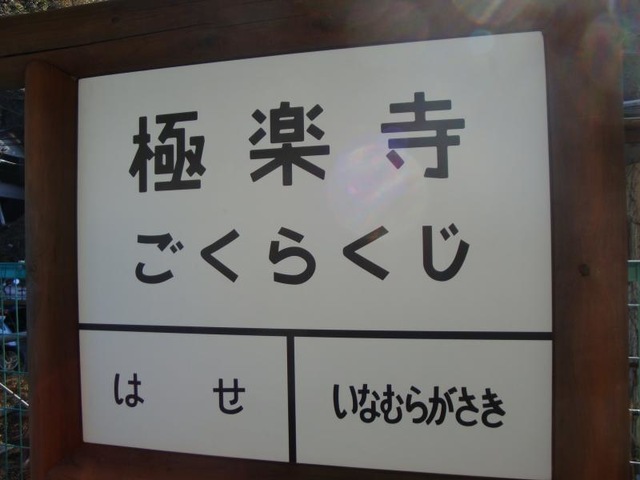 極楽寺
ごくらくじ
はせ いなむらがさき